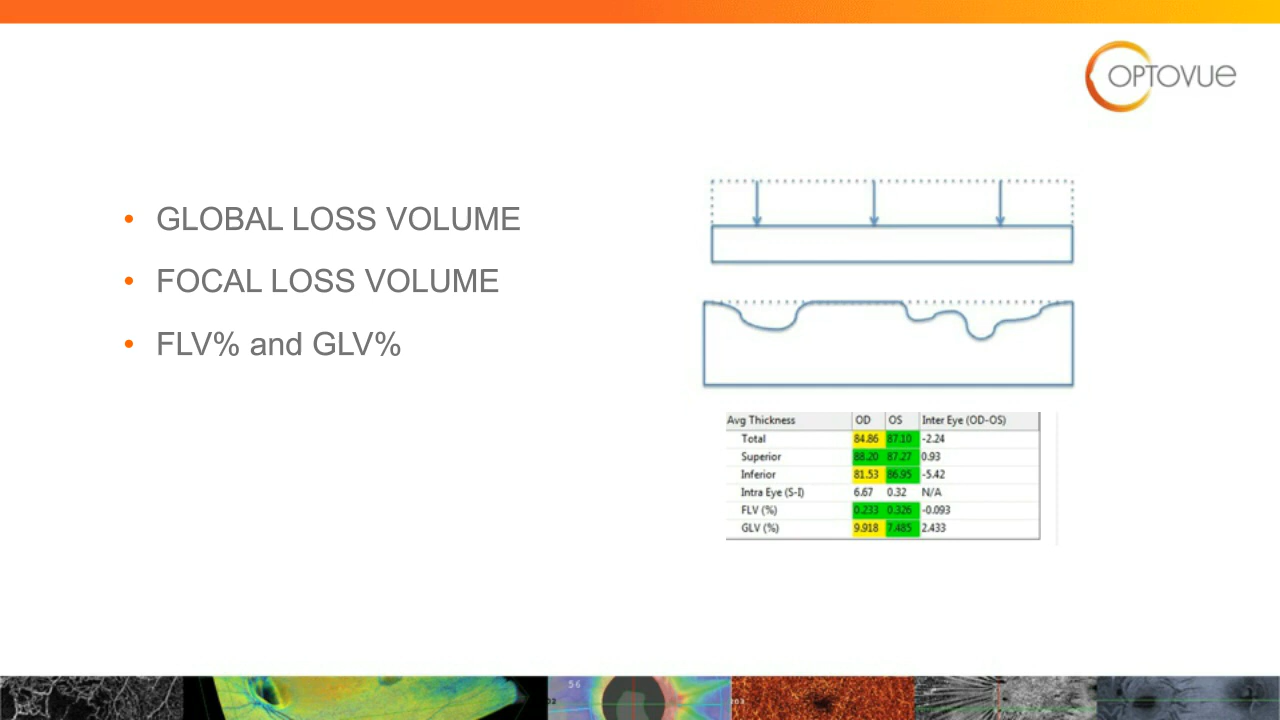 OPTOVUE
• GLOBAL LOSS VOLUME
• FOCAL LOSS VOLUME
• FLV% and GLV%
Avg Thickness OD OS Inter Eye (OD-OS)
Total 84.86 87.10 -2.24
Superior 88.20 87.27 0.93
Inferior 81.53 86.95 -5.42
Intra Eye (S-I) 6.67 0.32 N/A
FLV (%) 0.233 0.326 -0.093
GLV (%) 9.918 7.485 2.433
56